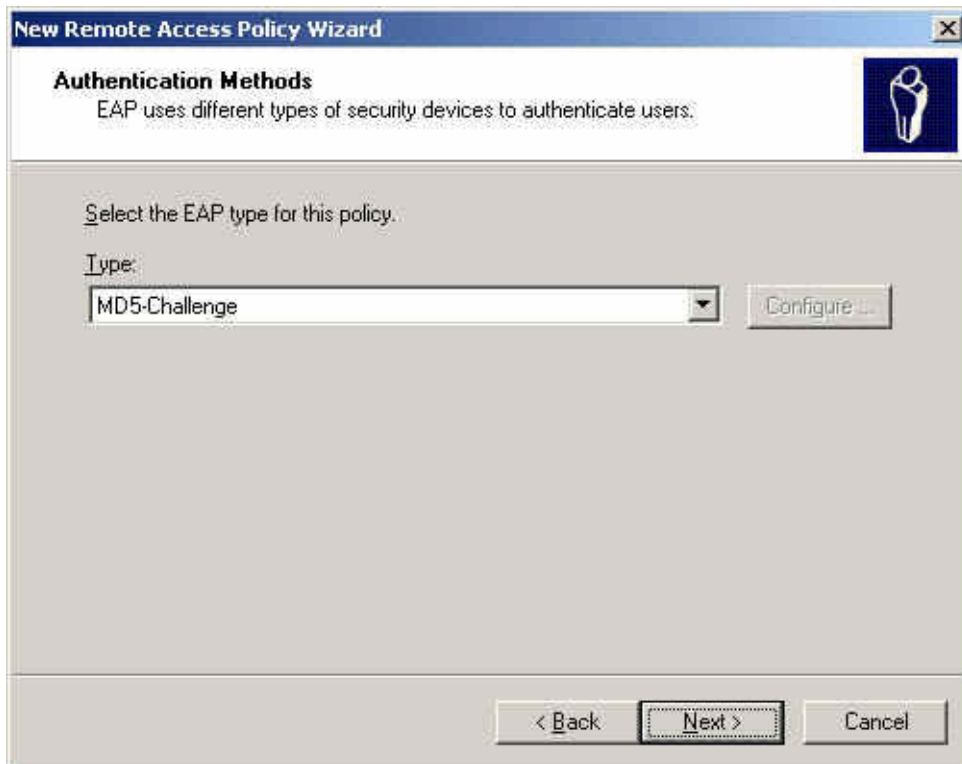 New Remote Access Policy Wizard
Authentication Methods
EAP uses different types of security devices to authenticate users.
Select the EAP type for this policy.
Type:
MD5-Challenge
Configure ...
< Back
Next >
Cancel